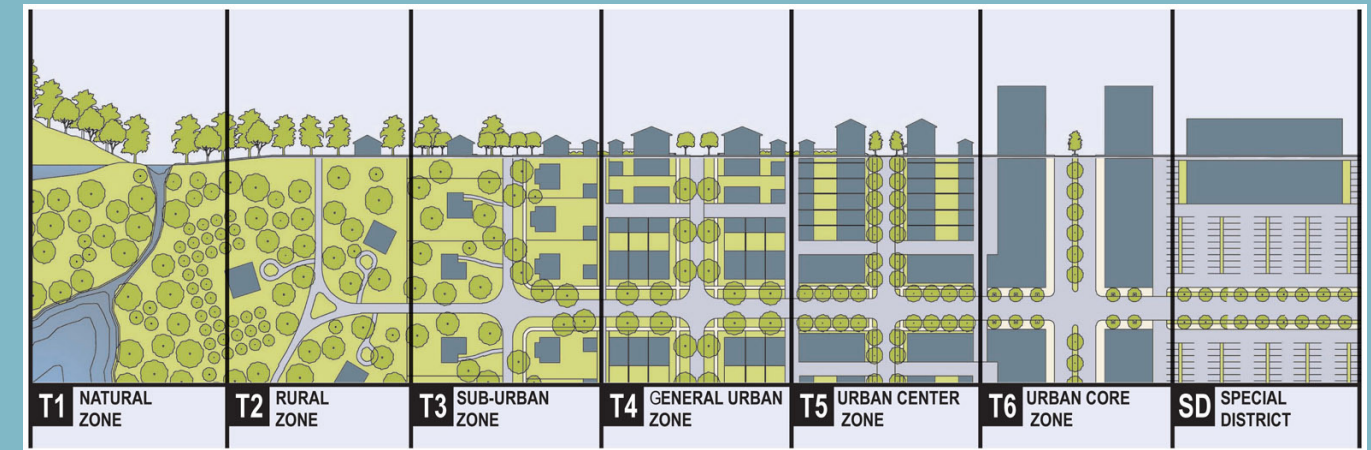 T1 NATURAL
ZONE
T2 RURAL
ZONE
T3 SUB-URBAN
ZONE
T4 GENERAL URBAN
ZONE
T5 URBAN CENTER
ZONE
T6 URBAN CORE
ZONE
SD SPECIAL
DISTRICT